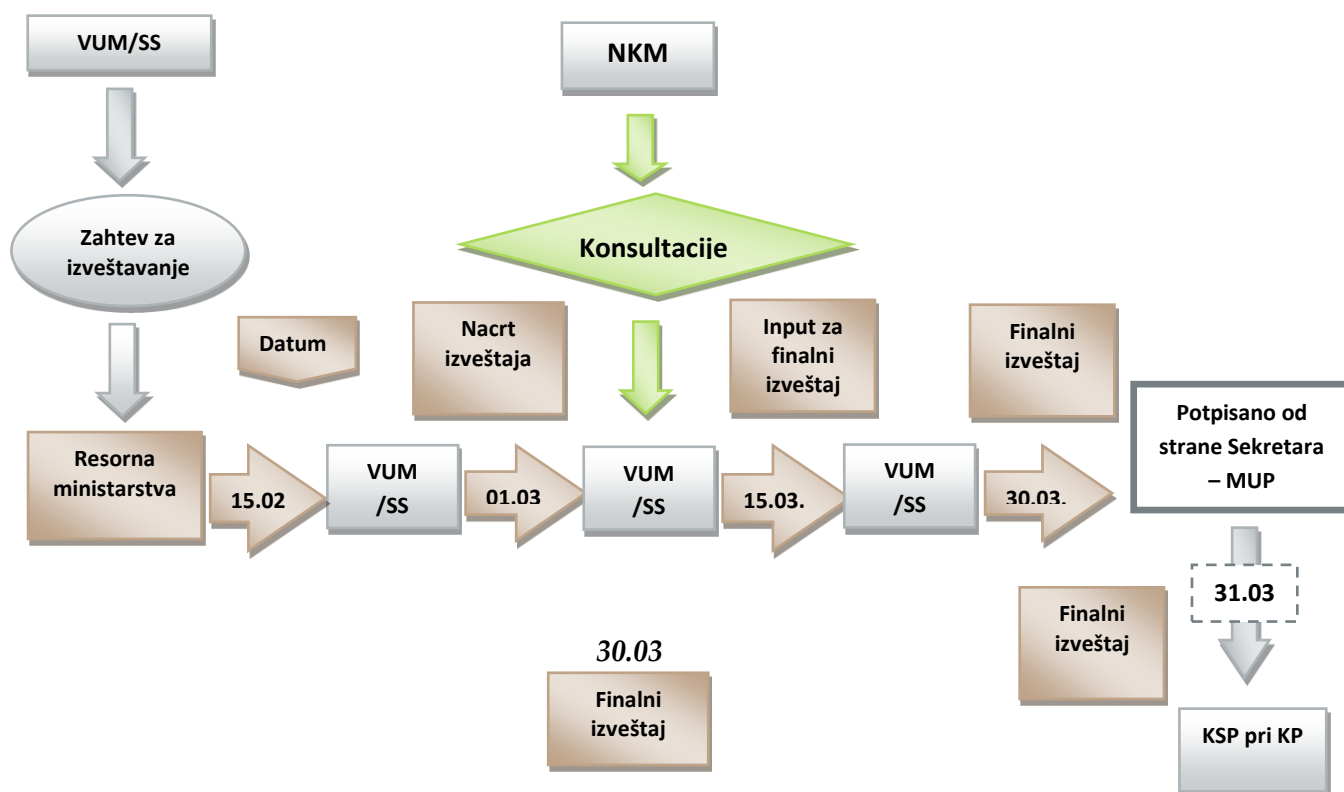 VUM/SS
NKM
Zahtev za
izveštavanje
Konsultacije
Datum
Nacrt
izveštaja
Input za
finalni
izveštaj
Finalni
izveštaj
Resorna
ministarstva
15.02
VUM
/SS
01.03
VUM
/SS
15.03.
VUM
/SS
30.03.
Potpisano od
strane Sekretara
– MUP
31.03
Finalni
izveštaj
30.03
Finalni
izveštaj
KSP pri KP